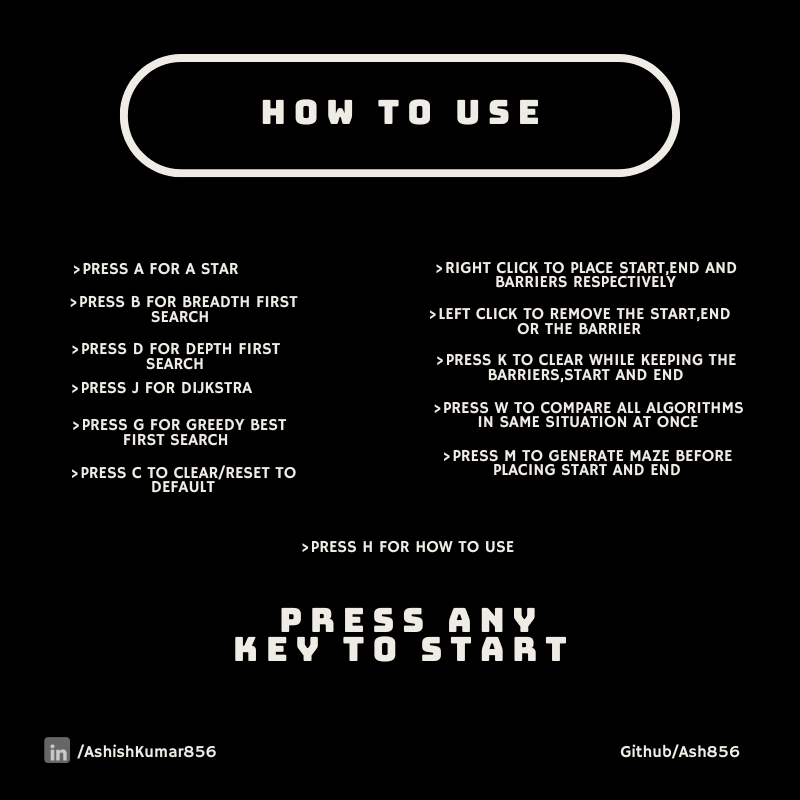 HOW TO USE
>PRESS A FOR A STAR
>PRESS B FOR BREADTH FIRST
SEARCH
>PRESS D FOR DEPTH FIRST
SEARCH
>PRESS J FOR DIJKSTRA
>PRESS G FOR GREEDY BEST
FIRST SEARCH
>PRESS C TO CLEAR/RESET TO
DEFAULT
>RIGHT CLICK TO PLACE START,END AND
BARRIERS RESPECTIVELY
>LEFT CLICK TO REMOVE THE START,END
OR THE BARRIER
>PRESS K TO CLEAR WHILE KEEPING THE
BARRIERS,START AND END
>PRESS W TO COMPARE ALL ALGORITHMS
IN SAME SITUATION AT ONCE
>PRESS M TO GENERATE MAZE BEFORE
PLACING START AND END
>PRESS H FOR HOW TO USE
PRESS ANY
KEY TO START
in /AshishKumar856
Github/Ash856